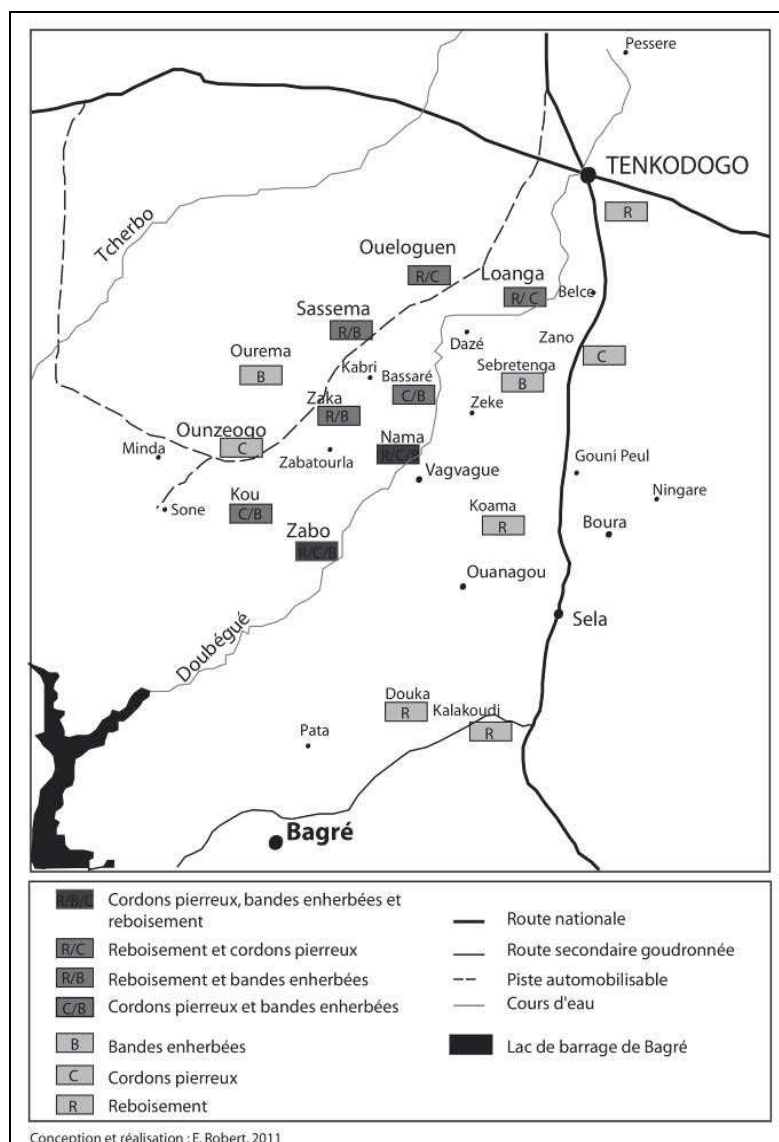 Pessere
TENKODOGO
R
Tcherbo
Oueloguen
R/C
Loanga
R/ C
Belce
Sassema
R/B
Dazé
Zano
C
Ourema
B
Kabri
Bassaré
C/B
Sebretenga
B
Zaka
R/B
Zeke
Ounzeogo
C
Minda
Nama
R/C/B
Zabatourla
Vagvague
Gouni Peul
Ningare
Sone
Kou
C/B
Koama
R
Boura
Zabo
R/C/B
Ouanagou
Sela
Doubégué
Douka
R
Kalakoudi
R
Pata
Bagré
R/B/C Cordons pierreux, bandes enherbées et
reboisement
R/C Reboisement et cordons pierreux
R/B Reboisement et bandes enherbées
C/B Cordons pierreux et bandes enherbées
B Bandes enherbées
C Cordons pierreux
R Reboisement
Route nationale
Route secondaire goudronnée
Piste automobilisable
Cours d'eau
Lac de barrage de Bagré
Conception et réalisation : E. Robert, 2011